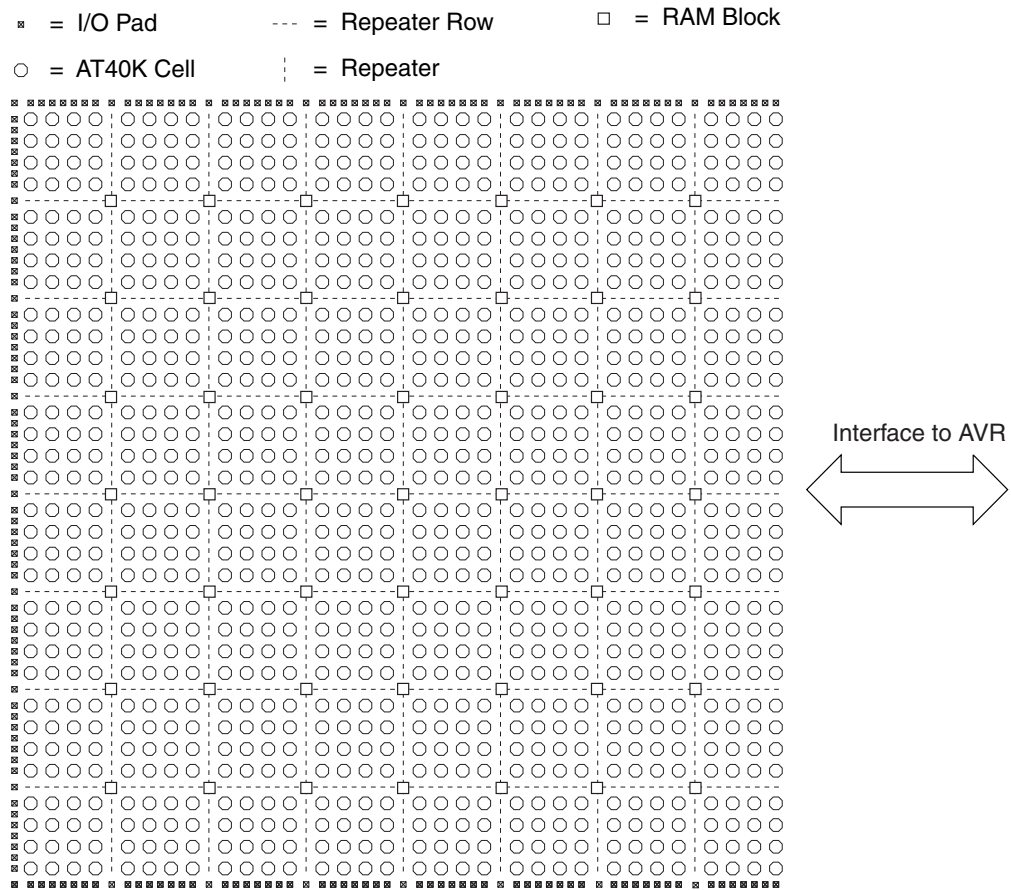 = I/O Pad
= Repeater Row
= RAM Block
= AT40K Cell
= Repeater
Interface to AVR